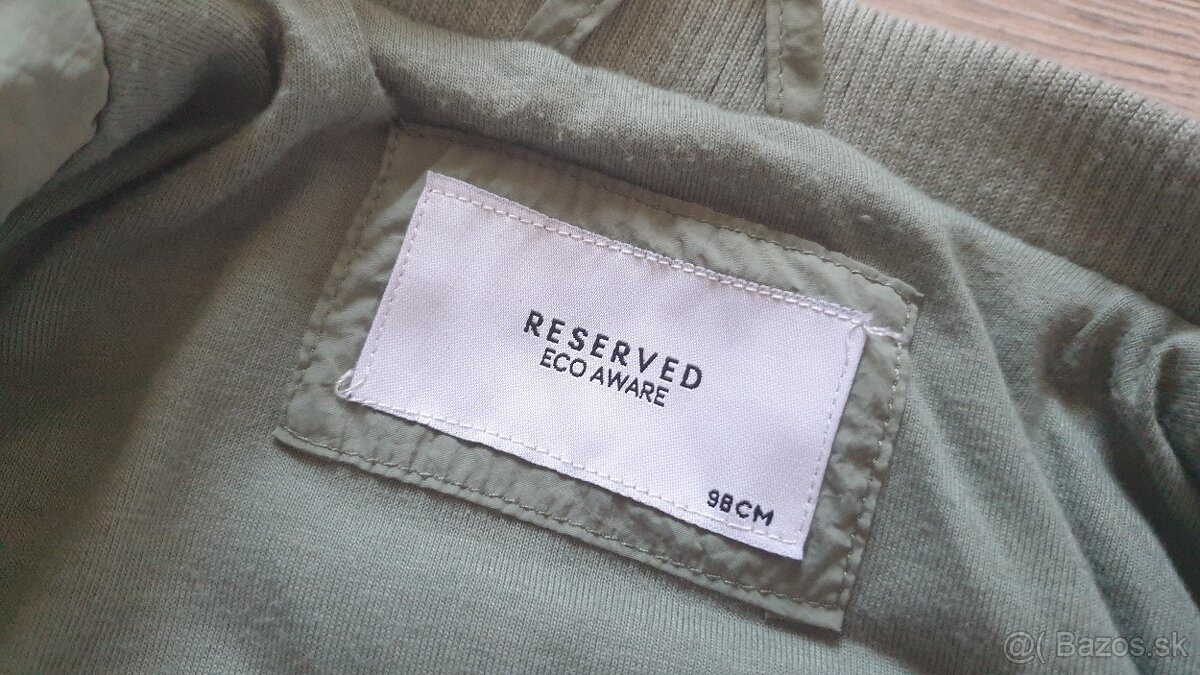 RESERVED
ECO AWARE
98CM
@( Bazos.sk